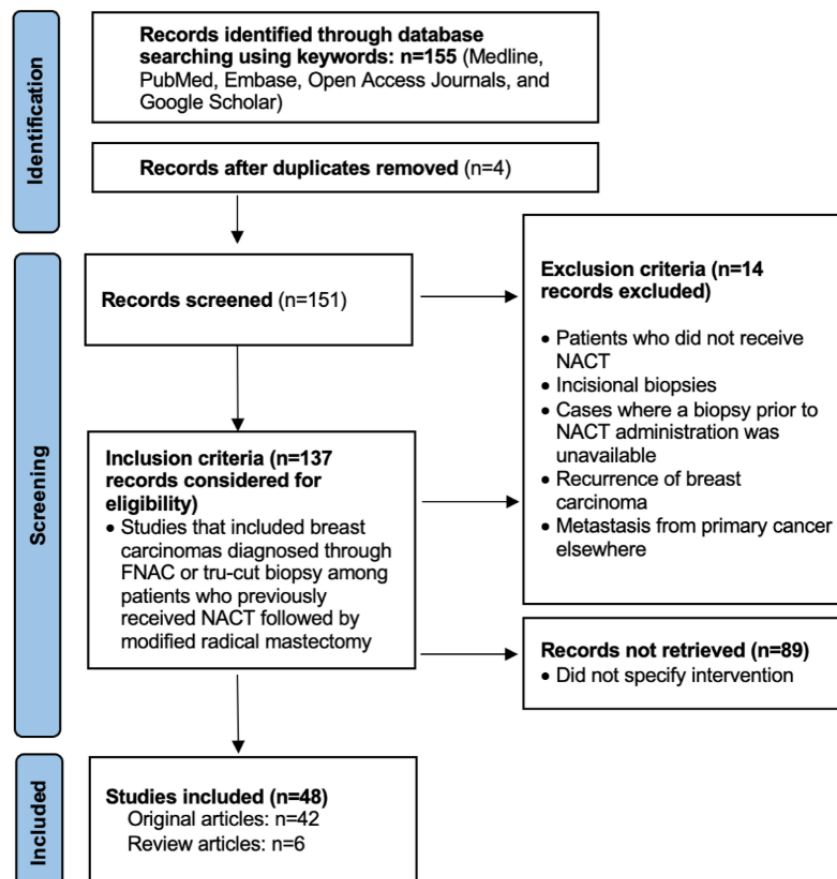 Identification
Records identified through database
searching using keywords: n=155 (Medline,
PubMed, Embase, Open Access Journals, and
Google Scholar)
Records after duplicates removed (n=4)
Screening
Records screened (n=151)
Exclusion criteria (n=14
records excluded)
• Patients who did not receive
NACT
• Incisional biopsies
• Cases where a biopsy prior to
NACT administration was
unavailable
• Recurrence of breast
carcinoma
• Metastasis from primary cancer
elsewhere
Inclusion criteria (n=137
records considered for
eligibility)
• Studies that included breast
carcinomas diagnosed through
FNAC or tru-cut biopsy among
patients who previously
received NACT followed by
modified radical mastectomy
Records not retrieved (n=89)
• Did not specify intervention
Included
Studies included (n=48)
Original articles: n=42
Review articles: n=6